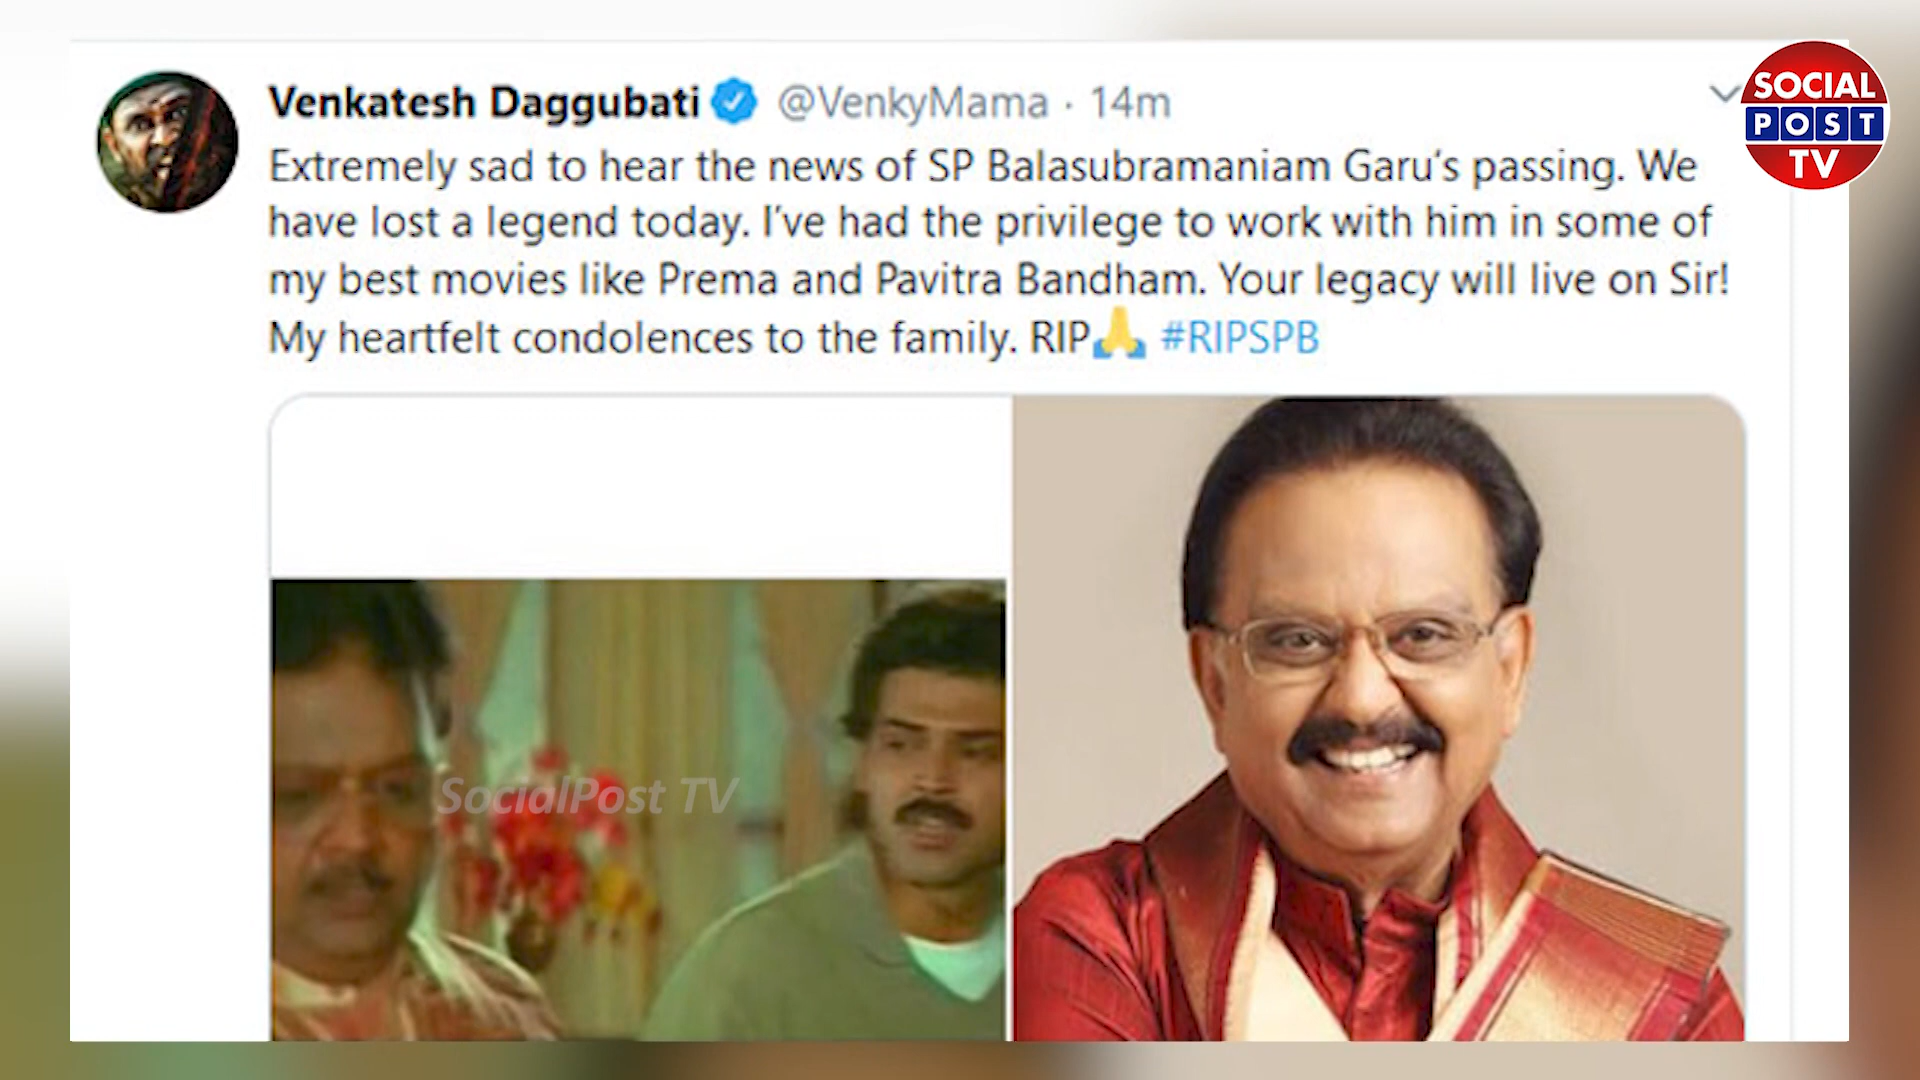 Venkatesh Daggubati @VenkyMama · 14m
Extremely sad to hear the news of SP Balasubramaniam Garu's passing. We
have lost a legend today. I've had the privilege to work with him in some of
my best movies like Prema and Pavitra Bandham. Your legacy will live on Sir!
My heartfelt condolences to the family. RIP🙏 #RIPSPB
SOCIAL
POST
TV
SocialPost TV